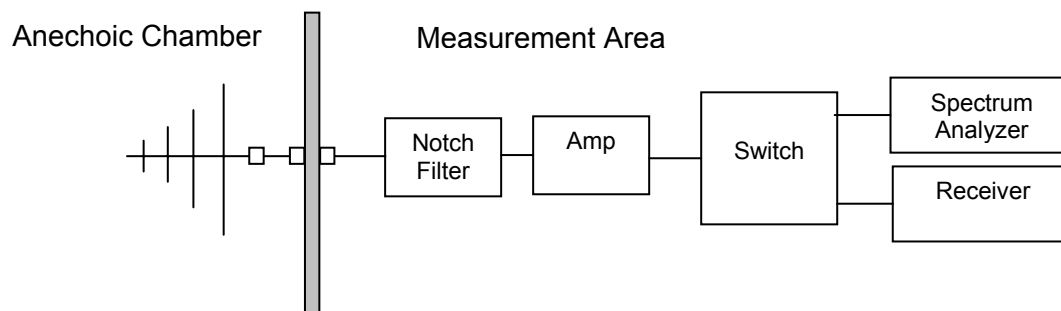 Anechoic Chamber
Measurement Area
Notch
Filter
Amp
Switch
Spectrum
Analyzer
Receiver